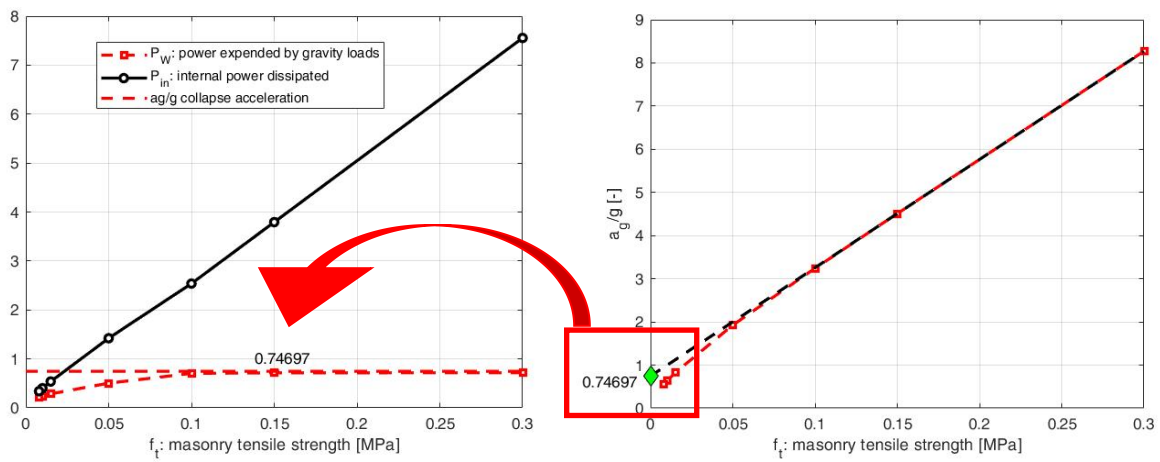 8
7
6
5
4
3
2
1
0
P_W: power expended by gravity loads
P_in: internal power dissipated
ag/g collapse acceleration
0.74697
0 0.05 0.1 0.15 0.2 0.25 0.3
f_t: masonry tensile strength [MPa]
9
8
7
6
5
4
3
2
1
0
a_g/g [-]
0.74697
0 0.05 0.1 0.15 0.2 0.25 0.3
f_t: masonry tensile strength [MPa]